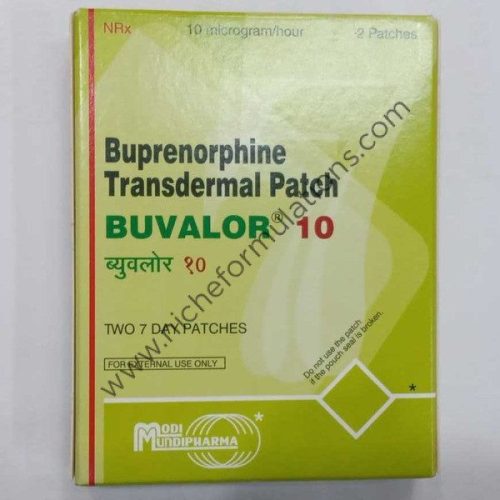 NRx 10 microgram/hour 2 Patches
Buprenorphine
Transdermal Patch
BUVALOR® 10
ब्युवलोर १०
TWO 7 DAY PATCHES
FOR EXTERNAL USE ONLY
Do not use the patch
if the pouch seal is broken.
*
MODI
MUNDIPHARMA *
www.nicheformulations.com